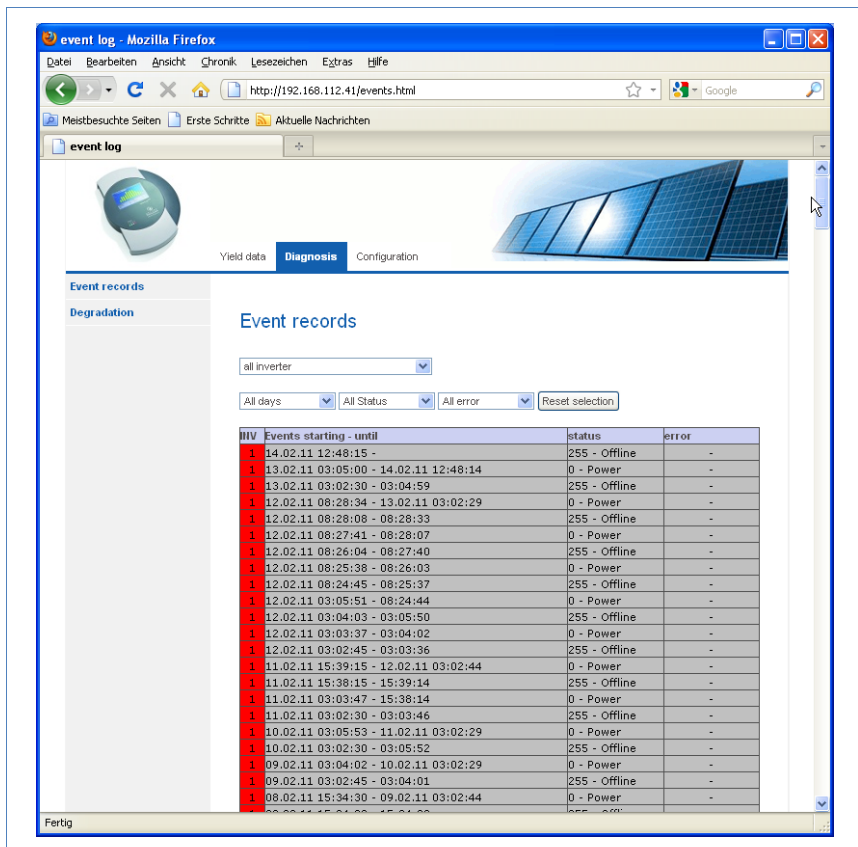 event log - Mozilla Firefox
Datei Bearbeiten Ansicht Chronik Lesezeichen Extras Hilfe
http://192.168.112.41/events.html
Google
Meistbesuchte Seiten Erste Schritte Aktuelle Nachrichten
event log
Yield data Diagnosis Configuration
Event records
Degradation
Event records
all inverter
All days All Status All error Reset selection
INV Events starting - until status error
1 14.02.11 12:48:15 - 255 - Offline -
1 13.02.11 03:05:00 - 14.02.11 12:48:14 0 - Power -
1 13.02.11 03:02:30 - 03:04:59 255 - Offline -
1 12.02.11 08:28:34 - 13.02.11 03:02:29 0 - Power -
1 12.02.11 08:28:08 - 08:28:33 255 - Offline -
1 12.02.11 08:27:41 - 08:28:07 0 - Power -
1 12.02.11 08:26:04 - 08:27:40 255 - Offline -
1 12.02.11 08:25:38 - 08:26:03 0 - Power -
1 12.02.11 08:24:45 - 08:25:37 255 - Offline -
1 12.02.11 03:05:51 - 08:24:44 0 - Power -
1 12.02.11 03:04:03 - 03:05:50 255 - Offline -
1 12.02.11 03:03:37 - 03:04:02 0 - Power -
1 12.02.11 03:02:45 - 03:03:36 255 - Offline -
1 11.02.11 15:39:15 - 12.02.11 03:02:44 0 - Power -
1 11.02.11 15:38:15 - 15:39:14 255 - Offline -
1 11.02.11 03:03:47 - 15:38:14 0 - Power -
1 11.02.11 03:02:30 - 03:03:46 255 - Offline -
1 10.02.11 03:05:53 - 11.02.11 03:02:29 0 - Power -
1 10.02.11 03:02:30 - 03:05:52 255 - Offline -
1 09.02.11 03:04:02 - 10.02.11 03:02:29 0 - Power -
1 09.02.11 03:02:45 - 03:04:01 255 - Offline -
1 08.02.11 15:34:30 - 09.02.11 03:02:44 0 - Power -
Fertig